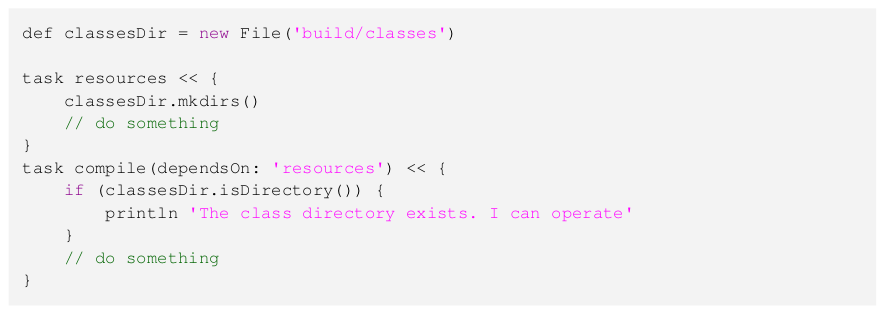 def classesDir = new File('build/classes')

task resources << {
    classesDir.mkdirs()
    // do something
}
task compile(dependsOn: 'resources') << {
    if (classesDir.isDirectory()) {
        println 'The class directory exists. I can operate'
    }
    // do something
}